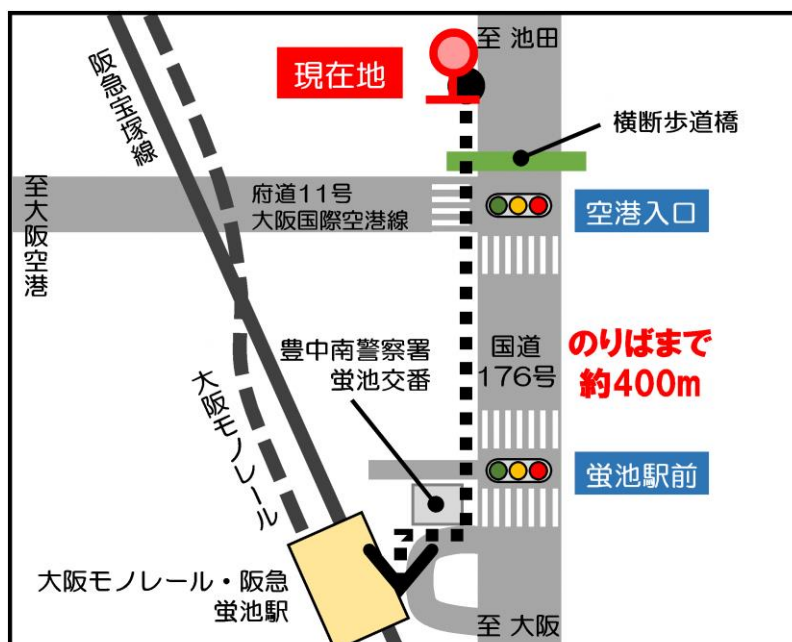 至 池田
現在地
阪急宝塚線
横断歩道橋
至大阪空港
府道11号
大阪国際空港線
空港入口
豊中南警察署
蛍池交番
国道
176号
のりばまで
約400m
大阪モノレール
蛍池駅前
大阪モノレール・阪急
蛍池駅
至 大阪